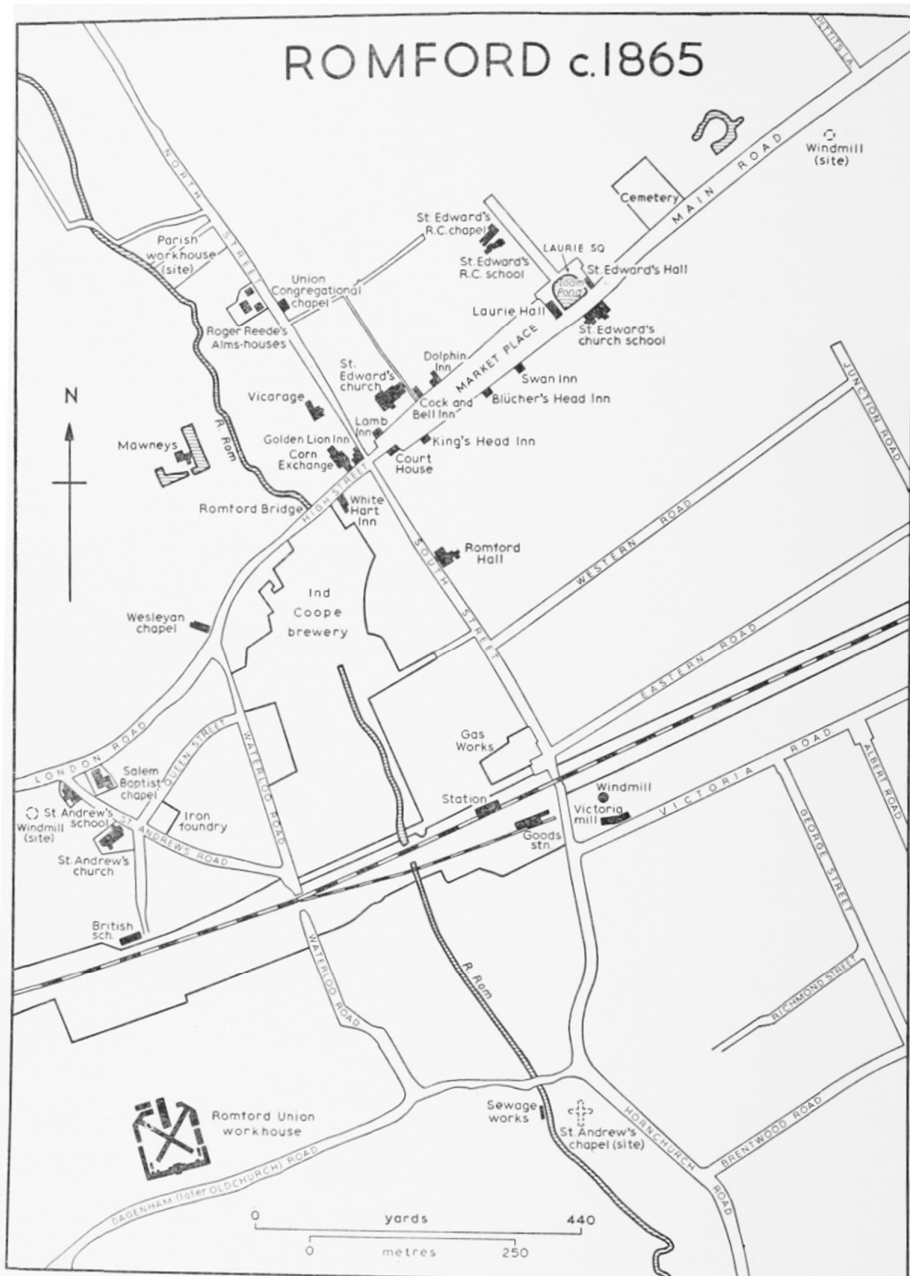 ROMFORD c.1865
PETTITS LA.
MAIN ROAD
Windmill
(site)
Cemetery
NORTH STREET
St. Edward's
R.C. chapel
LAURIE SQ
St. Edward's
R.C. school
St. Edward's Hall
Loam
Pond
Parish
workhouse
(site)
Union
Congregational
chapel
Laurie Hall
St. Edward's
church school
Roger Reede's
Alms-houses
MARKET PLACE
Dolphin
Inn
St.
Edward's
church
Swan Inn
Vicarage
Cock and
Bell Inn
Blücher's Head Inn
JUNCTION ROAD
N
R. Rom
Lamb
Inn
Golden Lion Inn
King's Head Inn
Mawneys
Corn
Exchange
Court
House
Romford Bridge
HIGH STREET
White
Hart
Inn
SOUTH STREET
Romford
Hall
WESTERN ROAD
Ind
Coope
brewery
Wesleyan
chapel
EASTERN ROAD
LONDON ROAD
QUEEN STREET
WATERLOO ROAD
Gas
Works
VICTORIA ROAD
ALBERT ROAD
Salem
Baptist
chapel
Station
Windmill
Victoria
mill
St. Andrew's
school
Windmill
(site)
ST ANDREWS ROAD
Iron
foundry
Goods
stn.
GEORGE STREET
St. Andrew's
church
British
sch.
WATERLOO ROAD
R. Rom
RICHMOND STREET
Romford Union
workhouse
Sewage
works
St. Andrew's
chapel (site)
HORNCHURCH ROAD
BRENTWOOD ROAD
DAGENHAM (later OLDCHURCH) ROAD
0 yards 440
0 metres 250